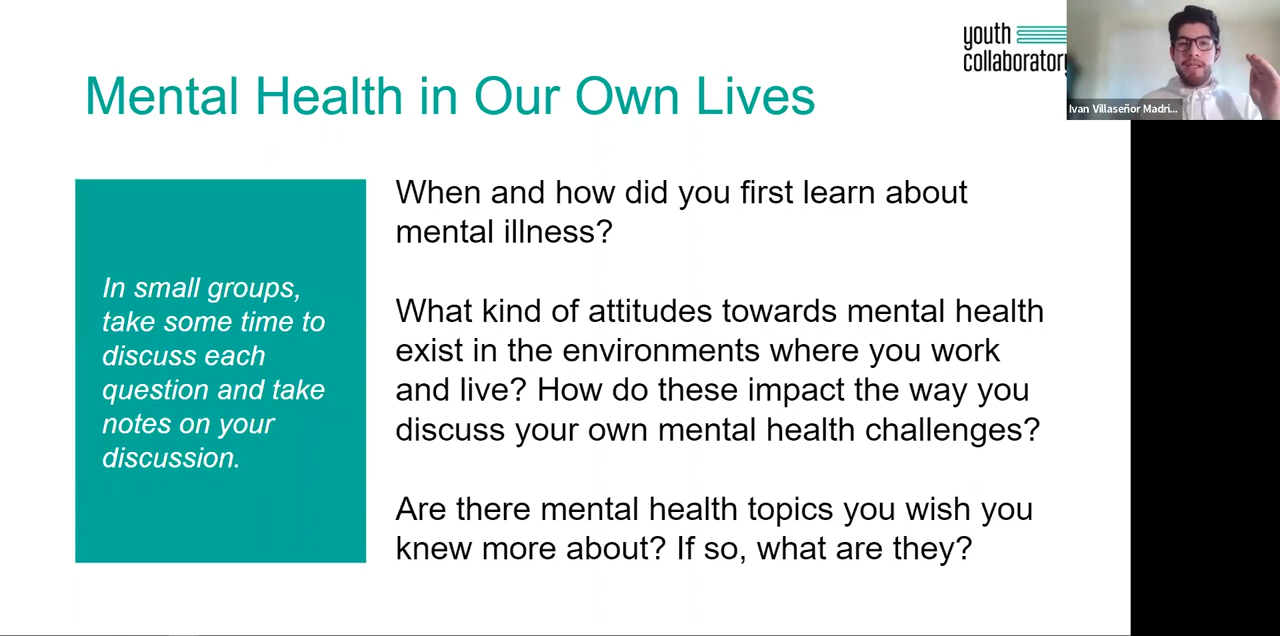 youth
collaboratory
Ivan Villaseñor Madri...
Mental Health in Our Own Lives
In small groups,
take some time to
discuss each
question and take
notes on your
discussion.
When and how did you first learn about
mental illness?
What kind of attitudes towards mental health
exist in the environments where you work
and live? How do these impact the way you
discuss your own mental health challenges?
Are there mental health topics you wish you
knew more about? If so, what are they?